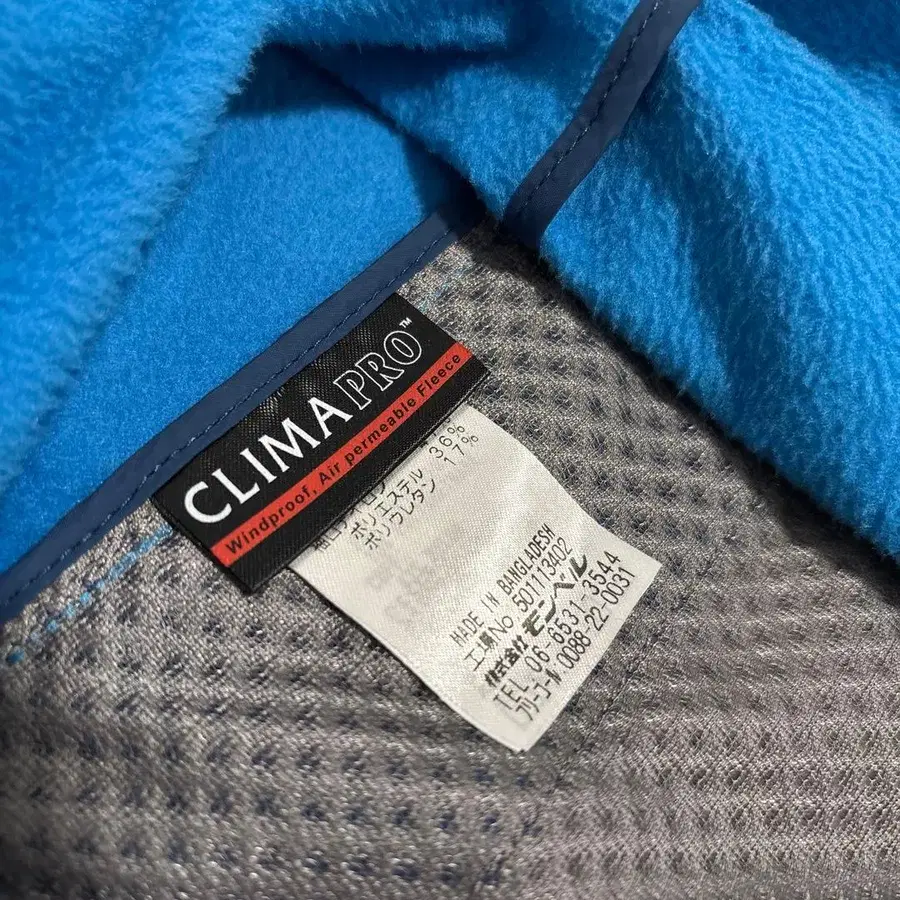 CLIMAPRO™
Windproof, Air permeable Fleece
ポリエステル 36%
ポリウレタン 17%
MADE IN BANGLADESH
工場No 501113402
株式会社 モンベル
TEL 06-6531-3544
フリーコール 0088-22-0031